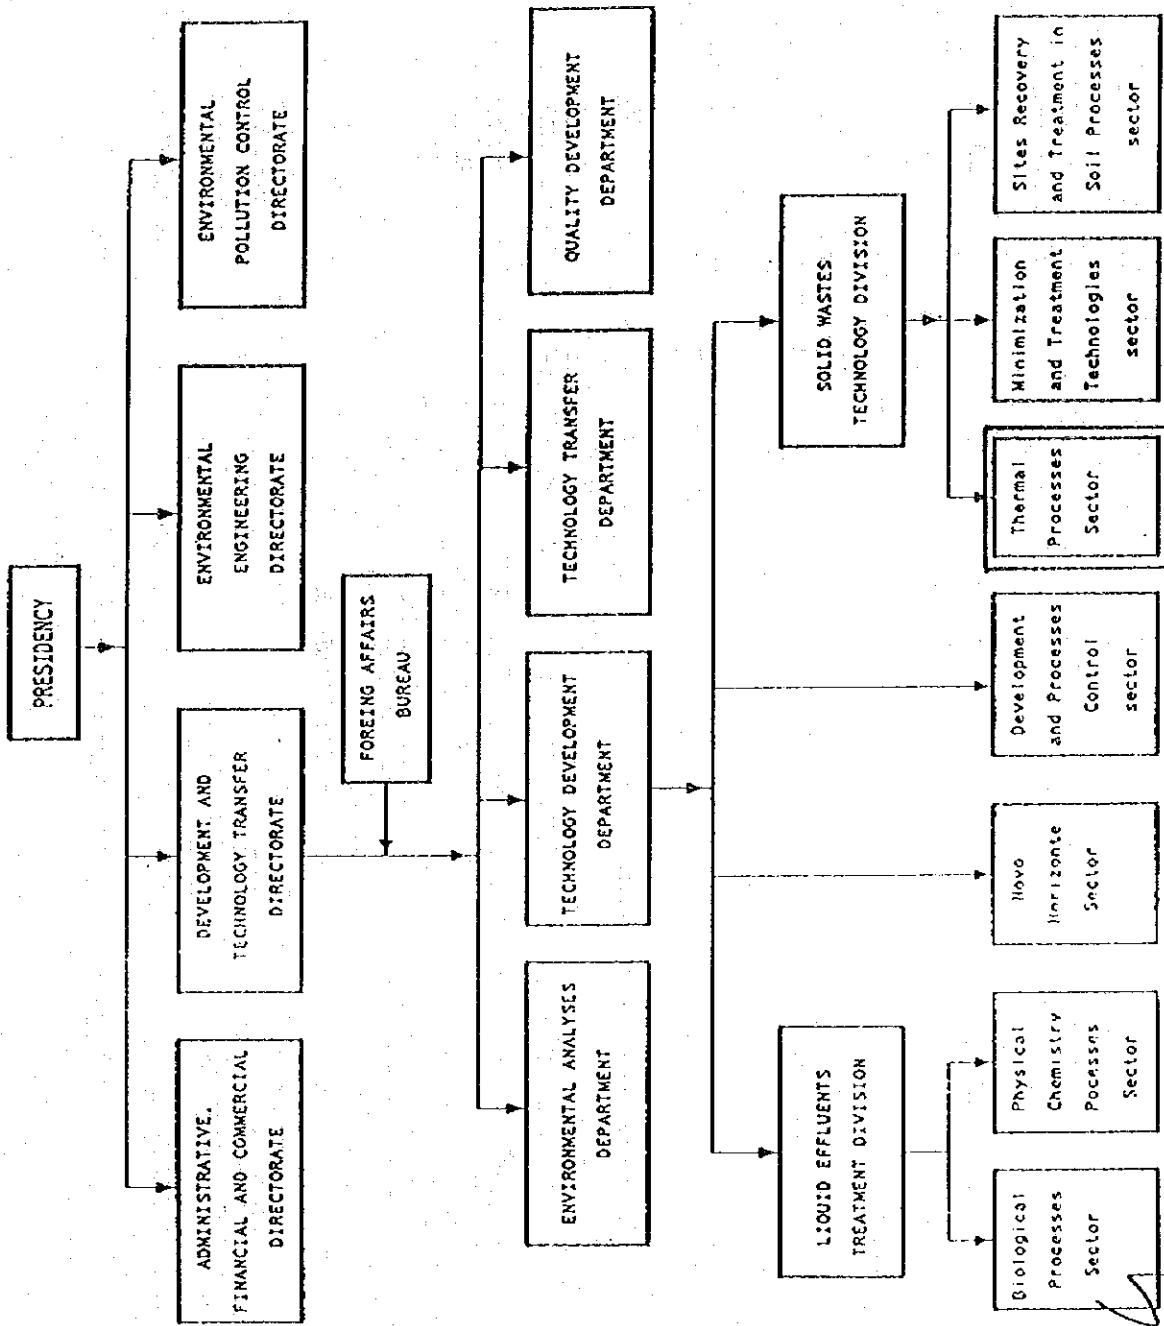 PRESIDENCY
ADMINISTRATIVE,
FINANCIAL AND COMMERCIAL
DIRECTORATE
DEVELOPMENT AND
TECHNOLOGY TRANSFER
DIRECTORATE
ENVIRONMENTAL
ENGINEERING
DIRECTORATE
ENVIRONMENTAL
POLLUTION CONTROL
DIRECTORATE
FOREING AFFAIRS
BUREAU
ENVIRONMENTAL ANALYSES
DEPARTMENT
TECHNOLOGY DEVELOPMENT
DEPARTMENT
TECHNOLOGY TRANSFER
DEPARTMENT
QUALITY DEVELOPMENT
DEPARTMENT
LIQUID EFFLUENTS
TREATMENT DIVISION
SOLID WASTES
TECHNOLOGY DIVISION
Biological
Processes
Sector
Physical
Chemistry
Pocesses
Sector
Novo
Horizonte
Sector
Development
and Processes
Control
sector
Thermal
Processes
Sector
Minimization
and Treatment
Technologies
sector
Sites Recovery
and Treatment in
Soil Processes
sector